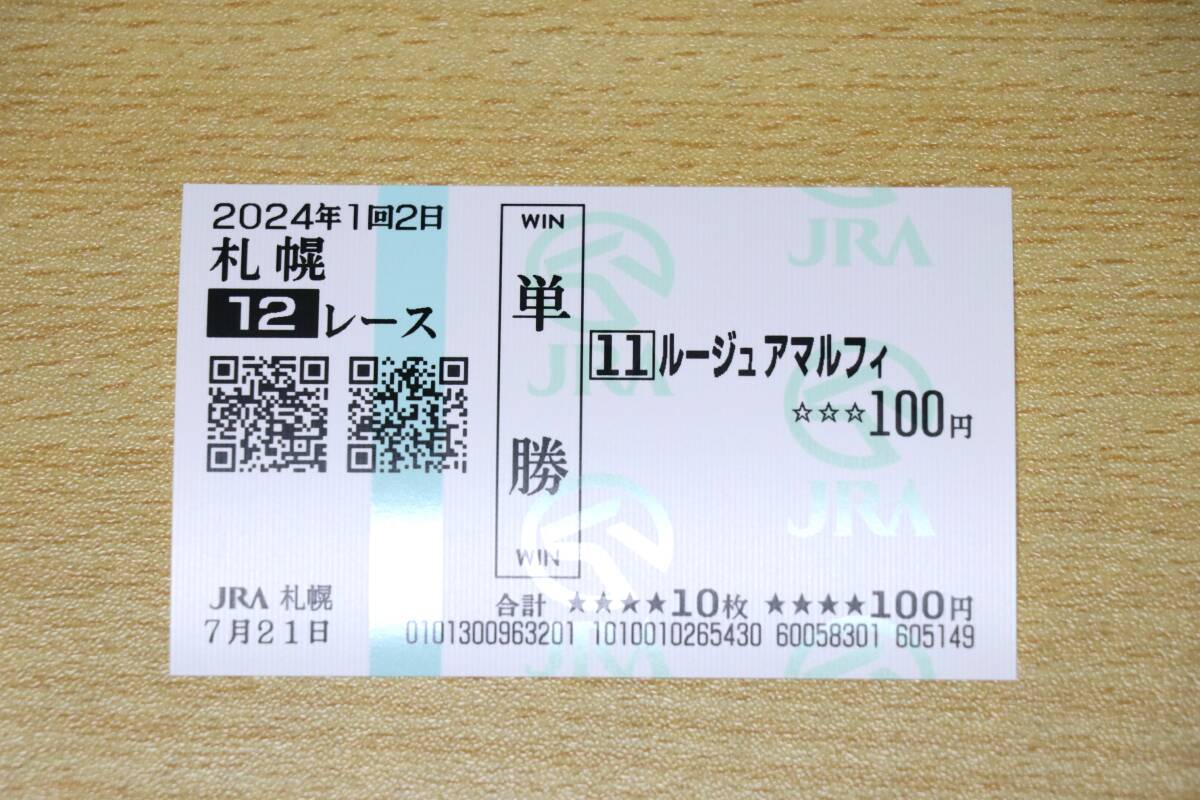 2024年1回2日
札幌
12レース
JRA 札幌
7月21日
WIN
単勝
WIN
11ルージュアマルフィ
☆☆☆100円
合計 ★★★★10枚 ★★★★100円
0101300963201 1010010265430 60058301 605149
JRA
JRA
JRA
JRA